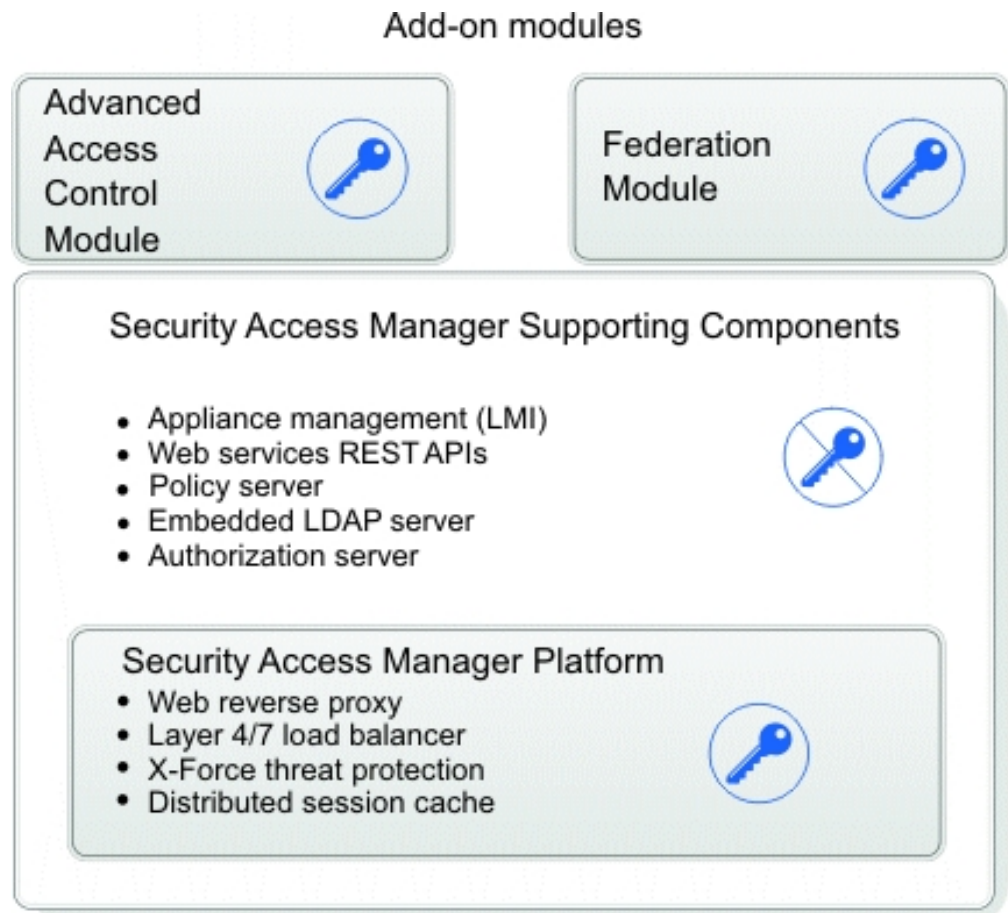 Add-on modules
Advanced
Access
Control
Module
Federation
Module
Security Access Manager Supporting Components
• Appliance management (LMI)
• Web services REST APIs
• Policy server
• Embedded LDAP server
• Authorization server
Security Access Manager Platform
• Web reverse proxy
• Layer 4/7 load balancer
• X-Force threat protection
• Distributed session cache